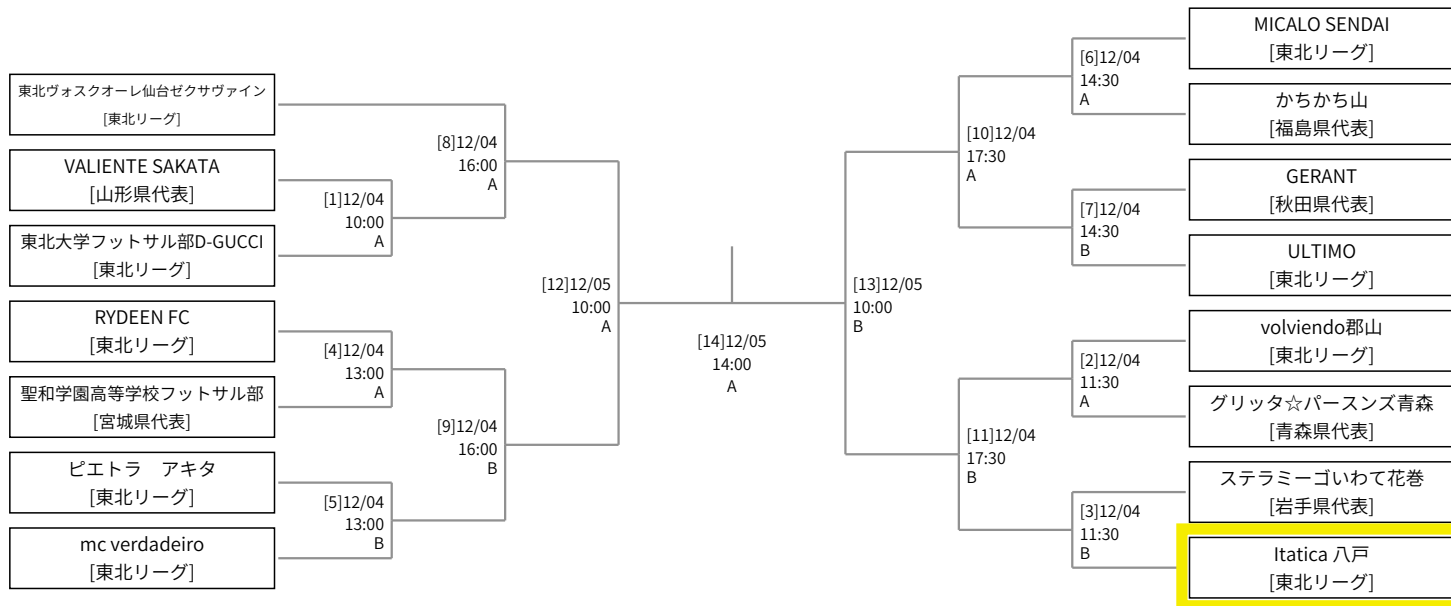 東北ヴォスクオーレ仙台ゼクサヴァイン
[東北リーグ]
VALIENTE SAKATA
[山形県代表]
東北大学フットサル部D-GUCCI
[東北リーグ]
RYDEEN FC
[東北リーグ]
聖和学園高等学校フットサル部
[宮城県代表]
ピエトラ　アキタ
[東北リーグ]
mc verdadeiro
[東北リーグ]
[1]12/04
10:00
A
[4]12/04
13:00
A
[5]12/04
13:00
B
[8]12/04
16:00
A
[9]12/04
16:00
B
[12]12/05
10:00
A
[14]12/05
14:00
A
[13]12/05
10:00
B
[10]12/04
17:30
A
[11]12/04
17:30
B
[6]12/04
14:30
A
[7]12/04
14:30
B
[2]12/04
11:30
A
[3]12/04
11:30
B
MICALO SENDAI
[東北リーグ]
かちかち山
[福島県代表]
GERANT
[秋田県代表]
ULTIMO
[東北リーグ]
volviendo郡山
[東北リーグ]
グリッタ☆パースンズ青森
[青森県代表]
ステラミーゴいわて花巻
[岩手県代表]
Itatica 八戸
[東北リーグ]